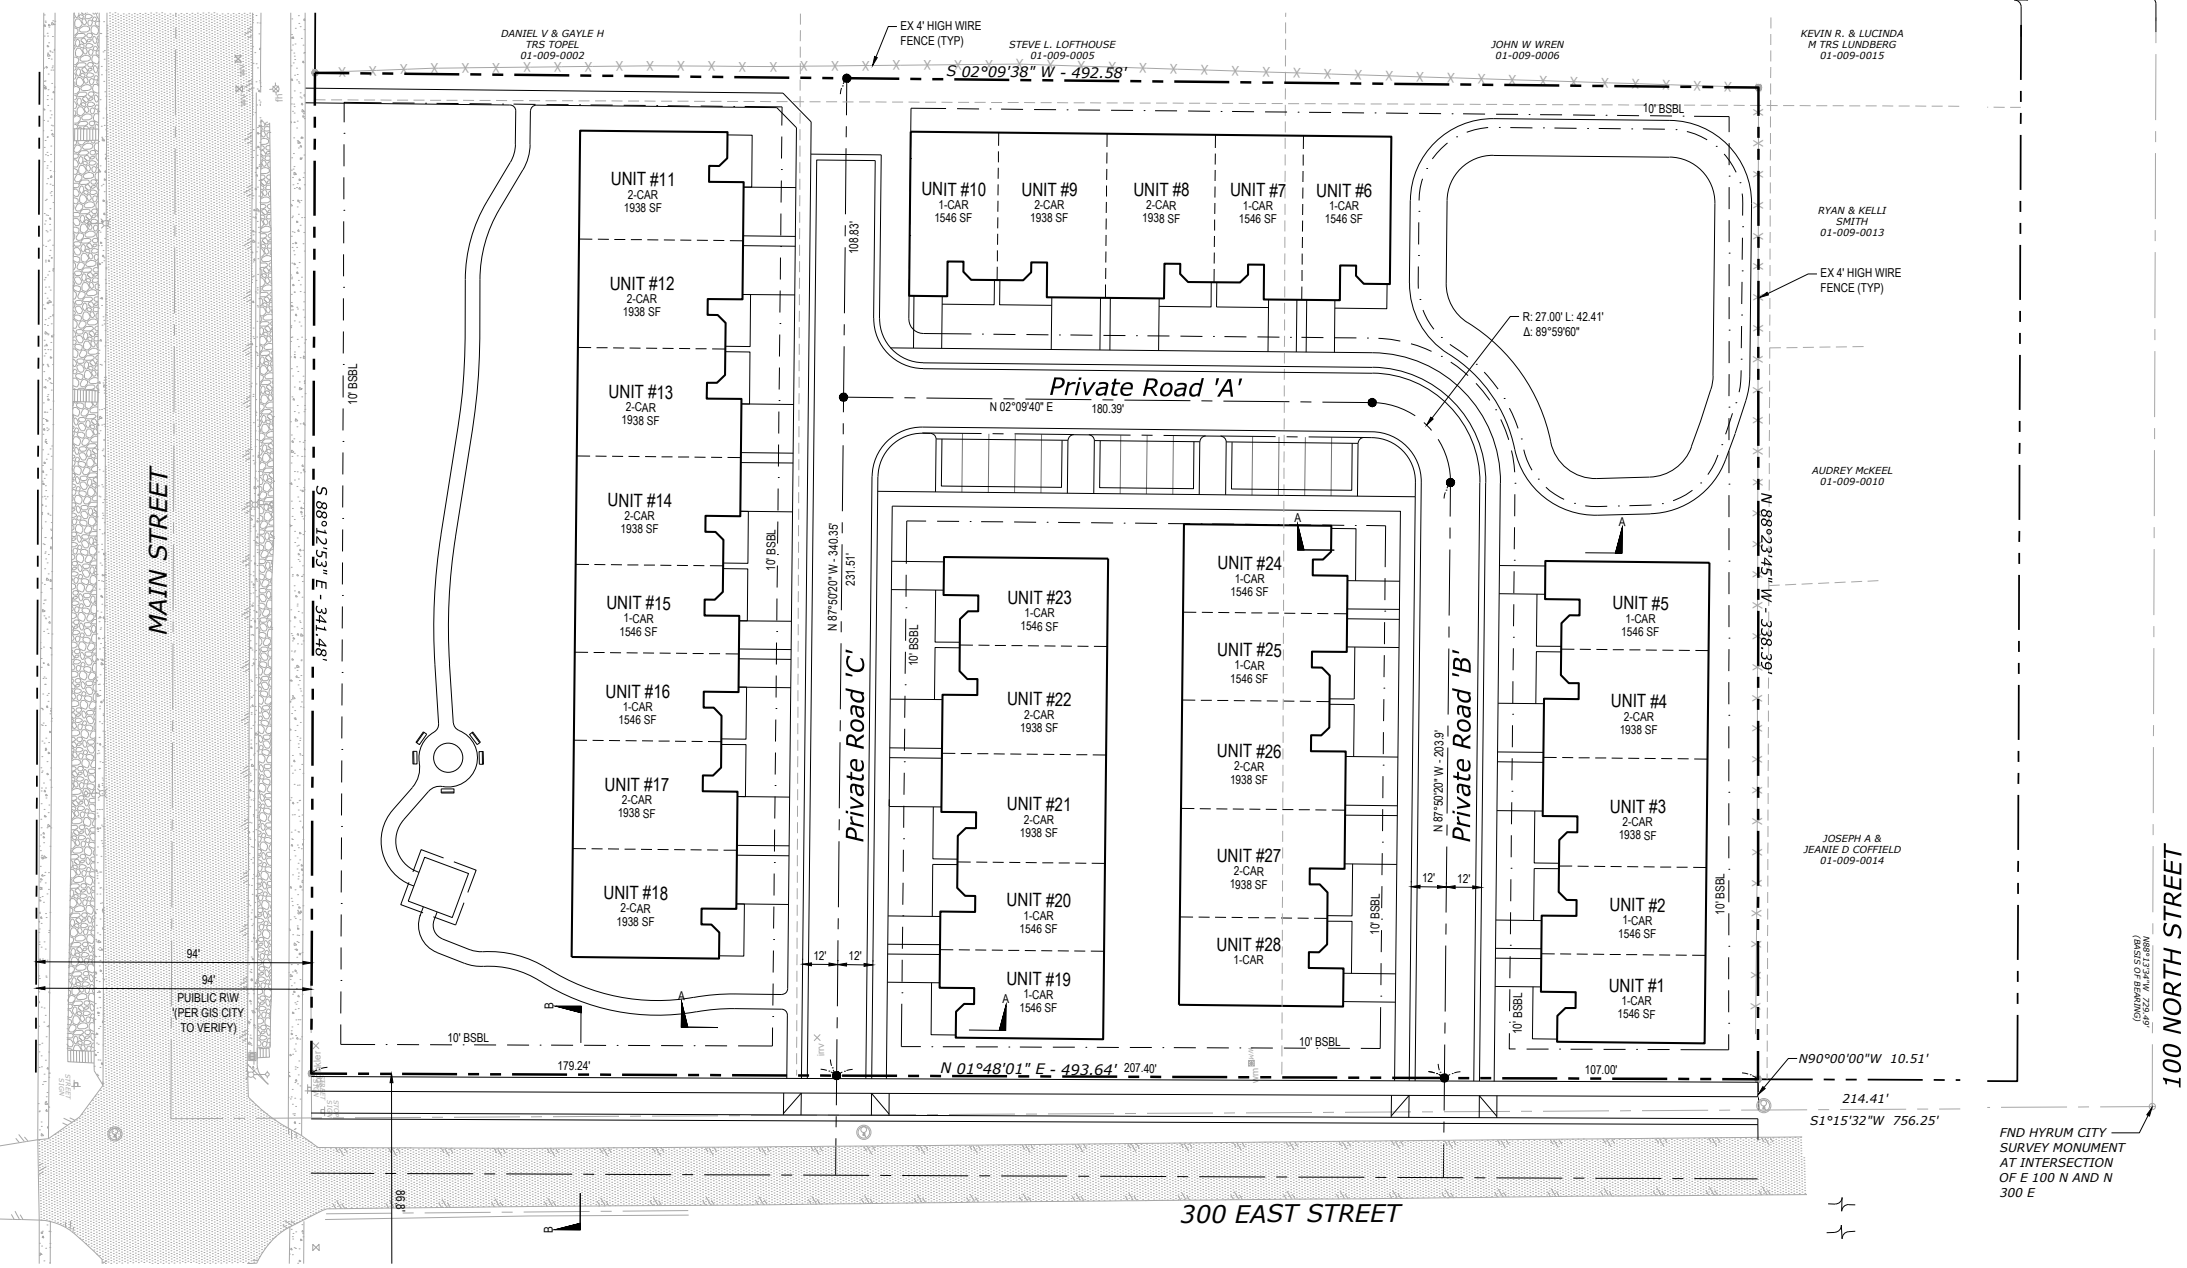 DANIEL V & GAYLE H
TRS TOPEL
01-009-0002
EX 4' HIGH WIRE
FENCE (TYP)
STEVE L. LOFTHOUSE
01-009-0005
JOHN W WREN
01-009-0006
KEVIN R. & LUCINDA
M TRS LUNDBERG
01-009-0015
S 02°09'38" W - 492.58'
10' BSBL
UNIT #11
2-CAR
1938 SF
UNIT #10
1-CAR
1546 SF
UNIT #9
2-CAR
1938 SF
UNIT #8
2-CAR
1938 SF
UNIT #7
1-CAR
1546 SF
UNIT #6
1-CAR
1546 SF
RYAN & KELLI
SMITH
01-009-0013
108.83'
UNIT #12
2-CAR
1938 SF
EX 4' HIGH WIRE
FENCE (TYP)
R: 27.00' L: 42.41'
Δ: 89°59'60"
10' BSBL
UNIT #13
2-CAR
1938 SF
Private Road 'A'
N 02°09'40" E
180.39'
MAIN STREET
S 88°12'53" E - 341.48'
UNIT #14
2-CAR
1938 SF
10' BSBL
N 87°50'20" W - 340.35'
231.51'
AUDREY McKEEL
01-009-0010
N 88°23'45" W - 338.39'
A
A
UNIT #24
1-CAR
1546 SF
UNIT #15
1-CAR
1546 SF
UNIT #23
1-CAR
1546 SF
UNIT #5
1-CAR
1546 SF
10' BSBL
UNIT #25
1-CAR
1546 SF
UNIT #16
1-CAR
1546 SF
Private Road 'C'
UNIT #22
2-CAR
1938 SF
Private Road 'B'
N 87°50'20" W - 203.9'
UNIT #4
2-CAR
1938 SF
UNIT #26
2-CAR
1938 SF
UNIT #17
2-CAR
1938 SF
UNIT #21
2-CAR
1938 SF
UNIT #3
2-CAR
1938 SF
JOSEPH A &
JEANIE D COFFIELD
01-009-0014
UNIT #27
2-CAR
1938 SF
12'
12'
UNIT #18
2-CAR
1938 SF
UNIT #20
1-CAR
1546 SF
10' BSBL
UNIT #2
1-CAR
1546 SF
10' BSBL
94'
94'
PUIBLIC R\W
(PER GIS CITY
TO VERIFY)
12'
12'
UNIT #28
1-CAR
UNIT #19
1-CAR
1546 SF
UNIT #1
1-CAR
1546 SF
10' BSBL
A
A
B
N88°13'34"W 729.49'
(BASIS OF BEARING)
100 NORTH STREET
10' BSBL
10' BSBL
inv
wm
179.24'
N 01°48'01" E - 493.64'
207.40'
107.00'
N90°00'00"W 10.51'
214.41'
S1°15'32"W 756.25'
STREET
SIGN
FND HYRUM CITY
SURVEY MONUMENT
AT INTERSECTION
OF E 100 N AND N
300 E
86.8'
B
300 EAST STREET